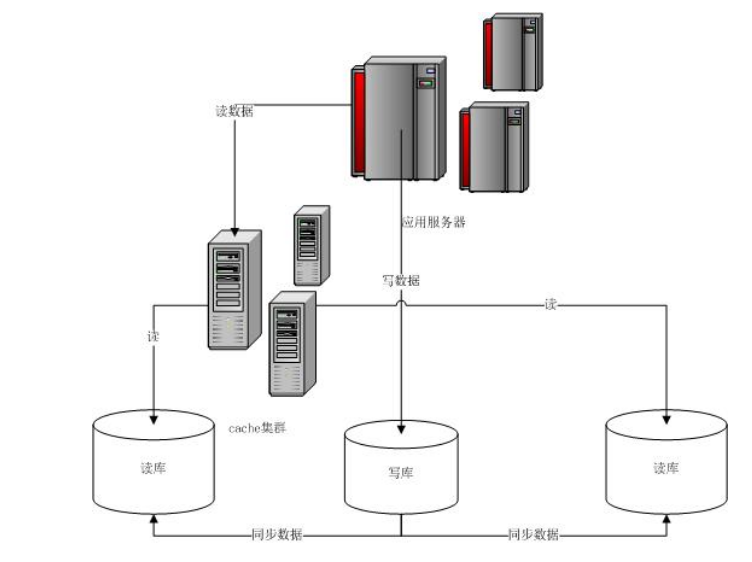 读数据
应用服务器
写数据
读
读
cache集群
读库
写库
读库
同步数据
同步数据